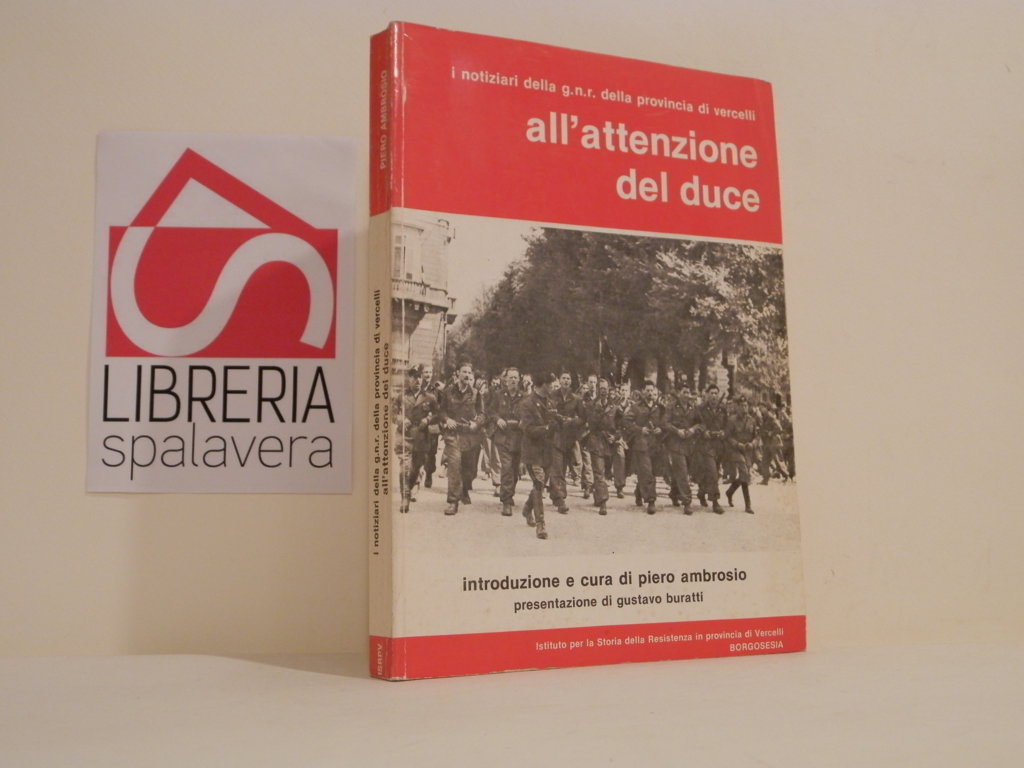 LIBRERIA
spalavera
PIERO AMBROSIO
i notiziari della g.n.r. della provincia di vercelli
all'attenzione del duce
ISRPV
i notiziari della g.n.r. della provincia di vercelli
all'attenzione
del duce
introduzione e cura di piero ambrosio
presentazione di gustavo buratti
Istituto per la Storia della Resistenza in provincia di Vercelli
BORGOSESIA